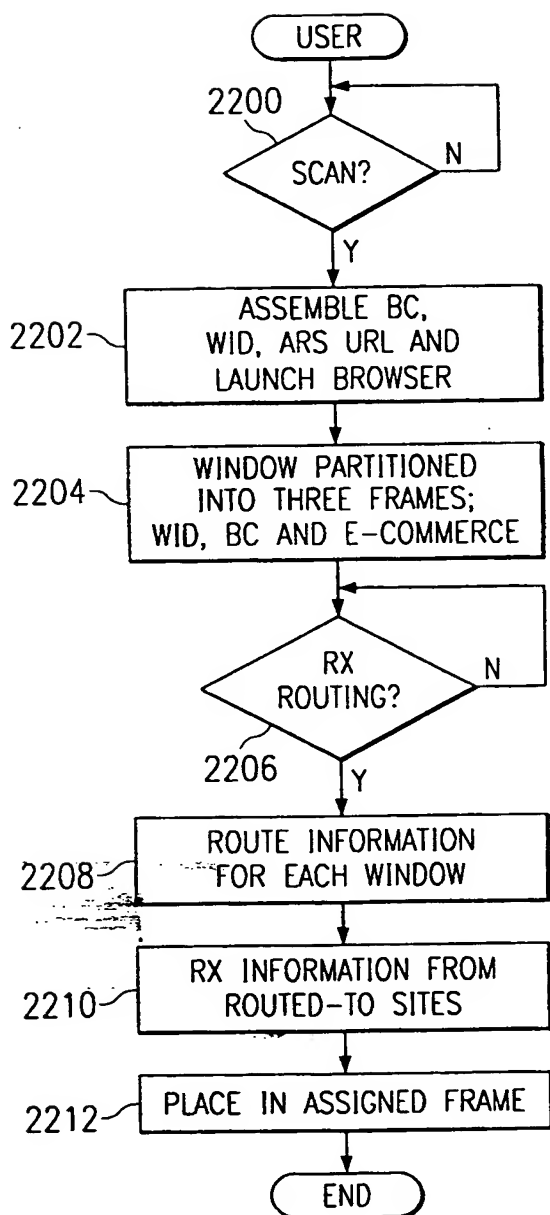 USER
2200
SCAN?
N
Y
2202
ASSEMBLE BC,
WID, ARS URL AND
LAUNCH BROWSER
2204
WINDOW PARTITIONED
INTO THREE FRAMES;
WID, BC AND E-COMMERCE
RX
ROUTING?
N
2206
Y
2208
ROUTE INFORMATION
FOR EACH WINDOW
2210
RX INFORMATION FROM
ROUTED-TO SITES
2212
PLACE IN ASSIGNED FRAME
END